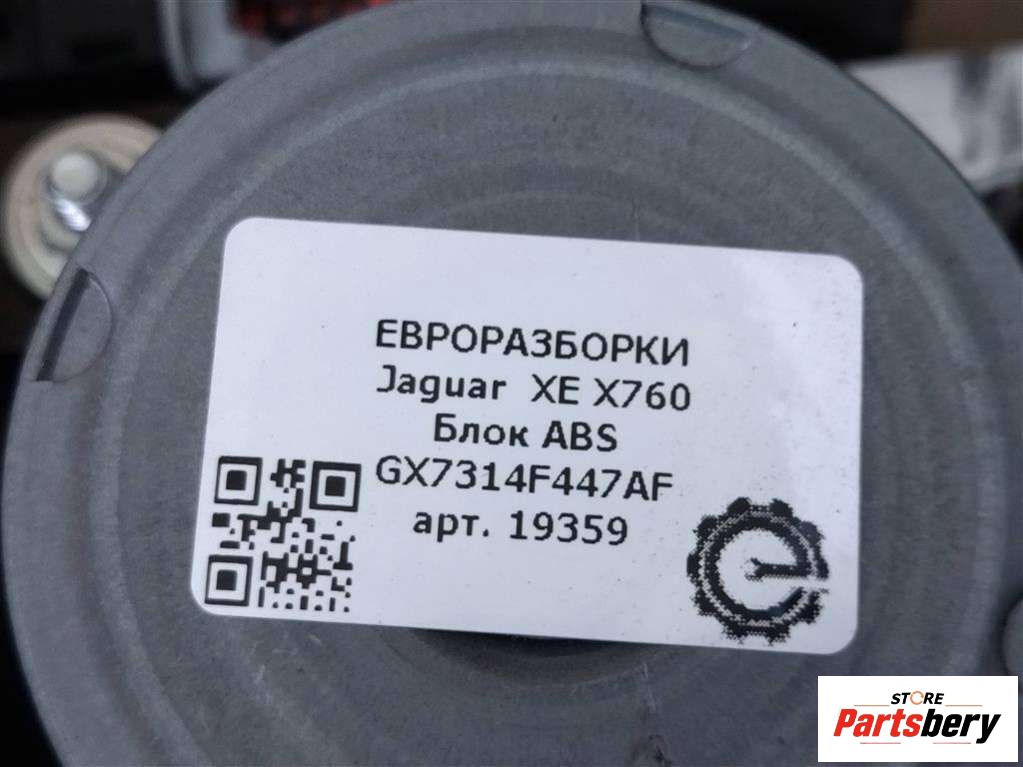 ЕВРОРАЗБОРКИ
Jaguar XE X760
Блок ABS
GX7314F447AF
арт. 19359
STORE
Partsbery